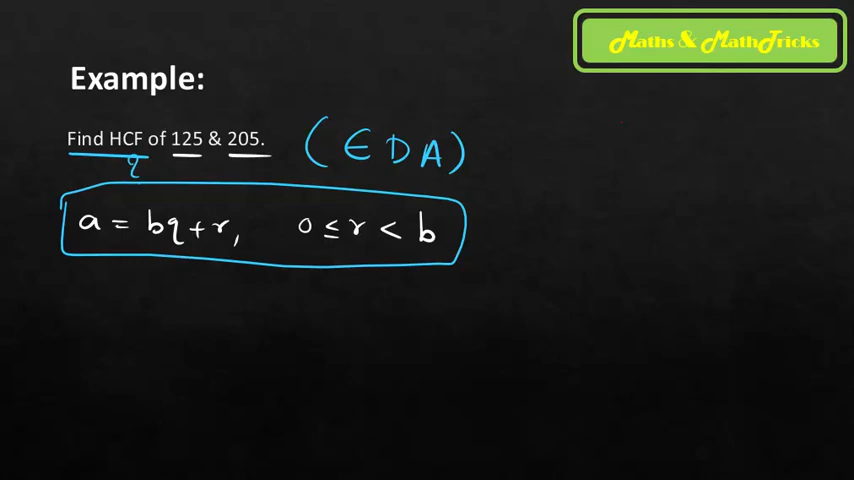 Maths & MathTricks
Example:
Find HCF of 125 & 205. (EDA)
q
a = bq + r, 0 ≤ r < b